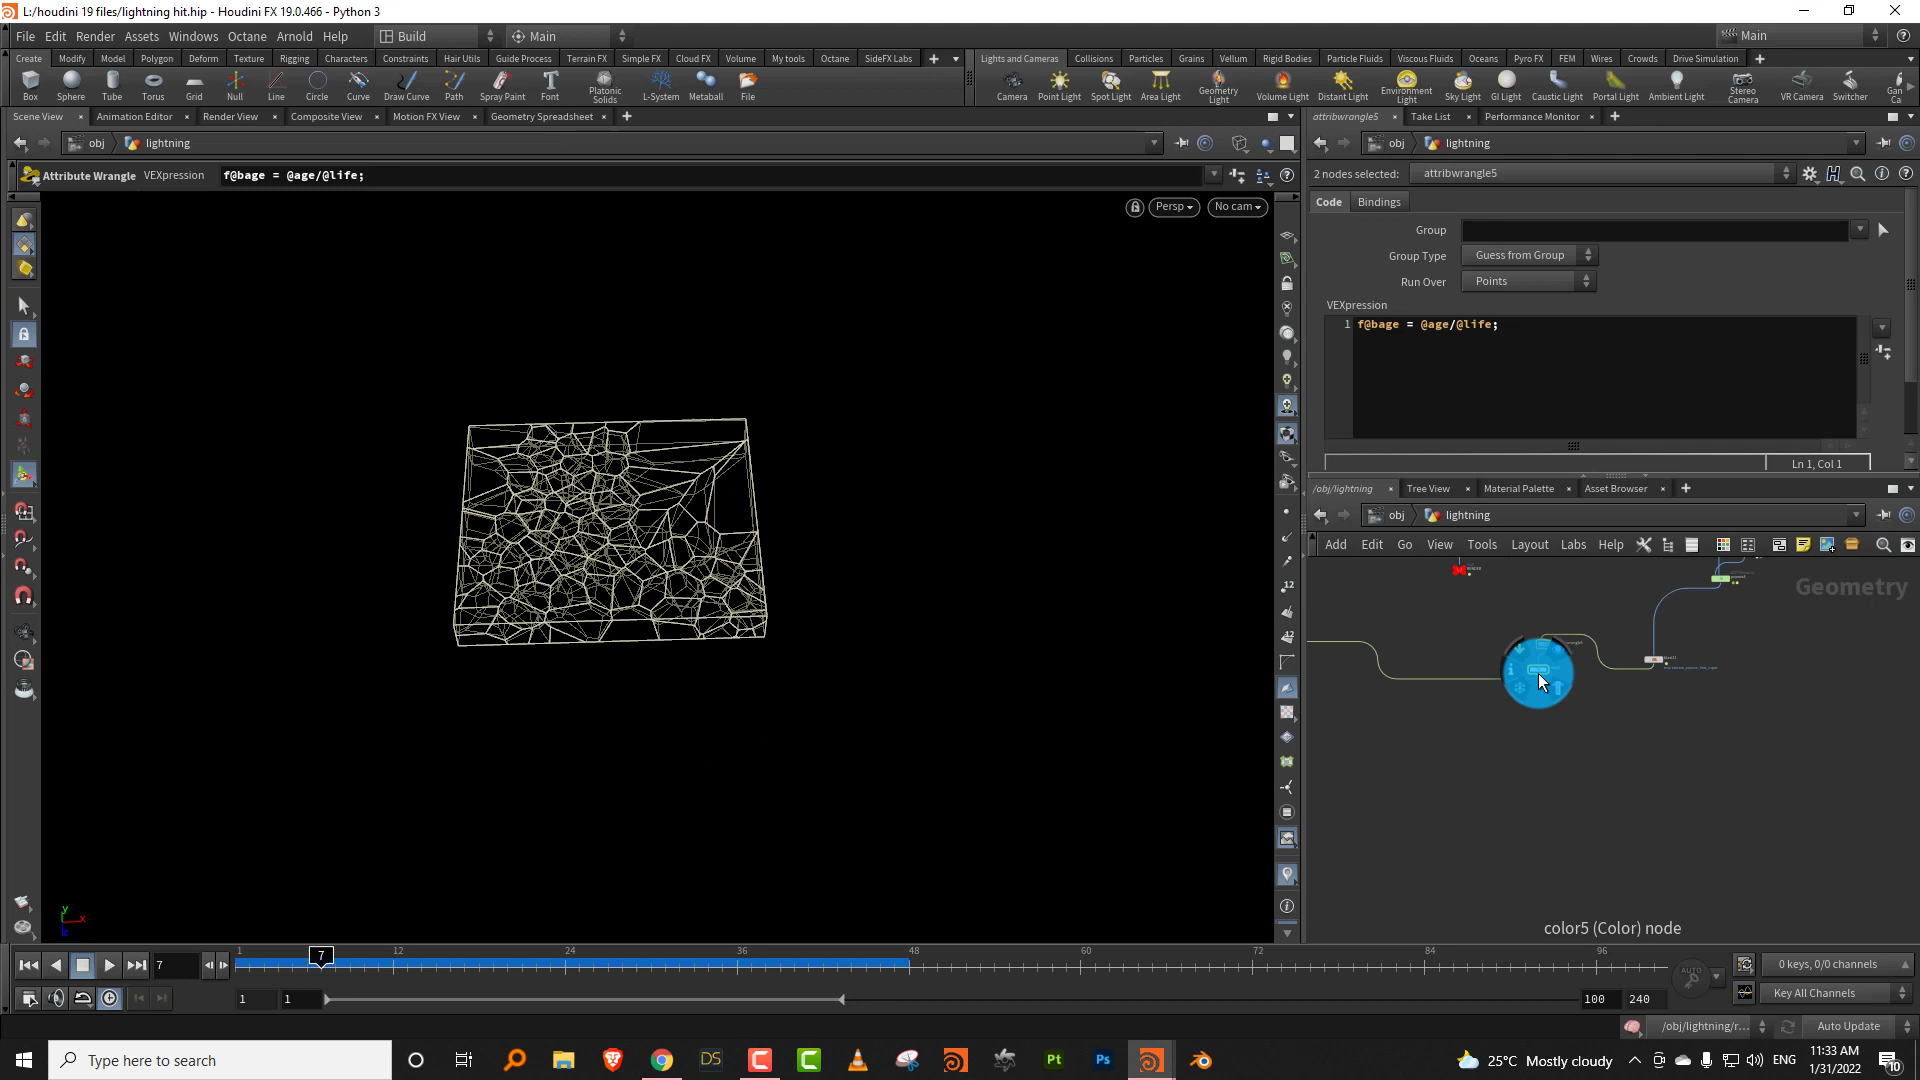 L:/houdini 19 files/lightning hit.hip - Houdini FX 19.0.466 - Python 3
File Edit Render Assets Windows Octane Arnold Help Build Main Main
Create Modify Model Polygon Deform Texture Rigging Characters Constraints Hair Utils Guide Process Terrain FX Simple FX Cloud FX Volume My tools Octane SideFX Labs
Lights and Cameras Collisions Particles Grains Vellum Rigid Bodies Particle Fluids Viscous Fluids Oceans Pyro FX FEM Wires Crowds Drive Simulation
Box Sphere Tube Torus Grid Null Line Circle Curve Draw Curve Path Spray Paint Font Platonic Solids L-System Metaball File
Camera Point Light Spot Light Area Light Geometry Light Volume Light Distant Light Environment Light Sky Light GI Light Caustic Light Portal Light Ambient Light Stereo Camera VR Camera Switcher Gan Ca
Scene View Animation Editor Render View Composite View Motion FX View Geometry Spreadsheet
attribwrangle5 Take List Performance Monitor
obj lightning
obj lightning
Attribute Wrangle VEXpression f@bage = @age/@life;
2 nodes selected: attribwrangle5
Persp No cam
Code Bindings
Group
Group Type Guess from Group
Run Over Points
VEXpression
1 f@bage = @age/@life;
Ln 1, Col 1
/obj/lightning Tree View Material Palette Asset Browser
obj lightning
Add Edit Go View Tools Layout Labs Help
Geometry
RENDER
color5 (Color) node
12
12
y x
1 12 24 36 48 60 72 84 96
7
7
AUTO
0 keys, 0/0 channels
1 1 100 240
Key All Channels
/obj/lightning/r... Auto Update
Type here to search
DS Pt Ps
25°C Mostly cloudy ENG
11:33 AM
1/31/2022
10